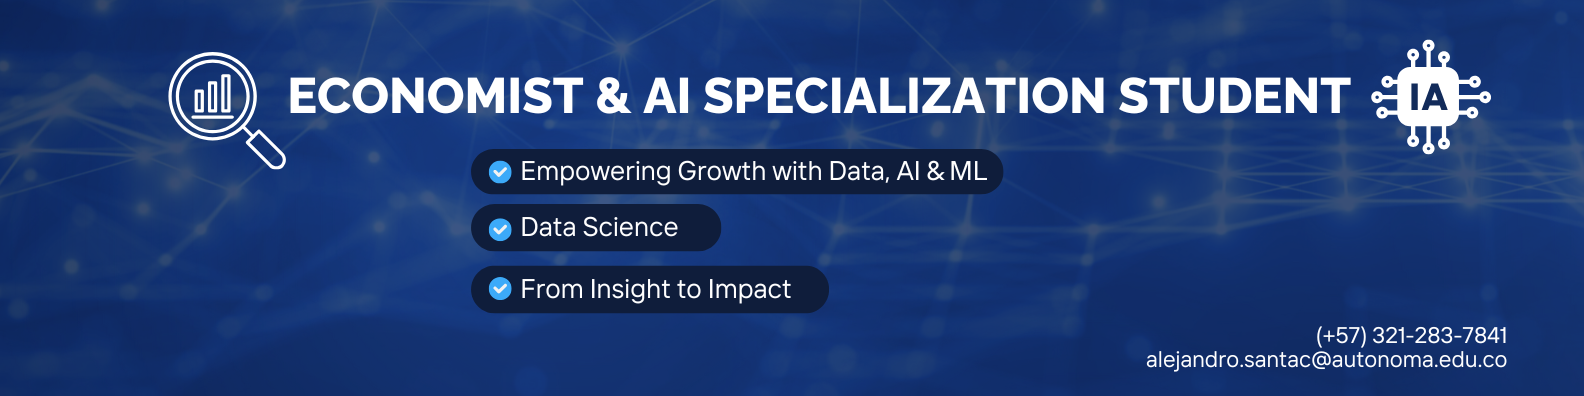 ECONOMIST & AI SPECIALIZATION STUDENT
IA
Empowering Growth with Data, AI & ML
Data Science
From Insight to Impact
(+57) 321-283-7841
alejandro.santac@autonoma.edu.co